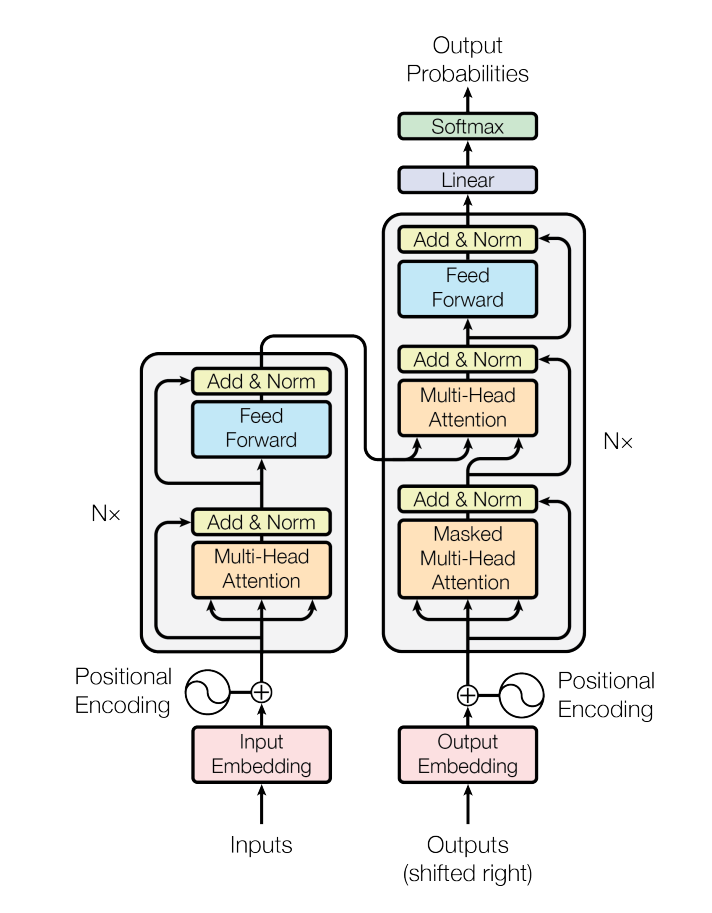 Output
Probabilities
Softmax
Linear
Add & Norm
Feed
Forward
Add & Norm
Multi-Head
Attention
Add & Norm
Masked
Multi-Head
Attention
N×
Add & Norm
Feed
Forward
Add & Norm
Multi-Head
Attention
N×
Positional
Encoding
Positional
Encoding
Input
Embedding
Output
Embedding
Inputs
Outputs
(shifted right)